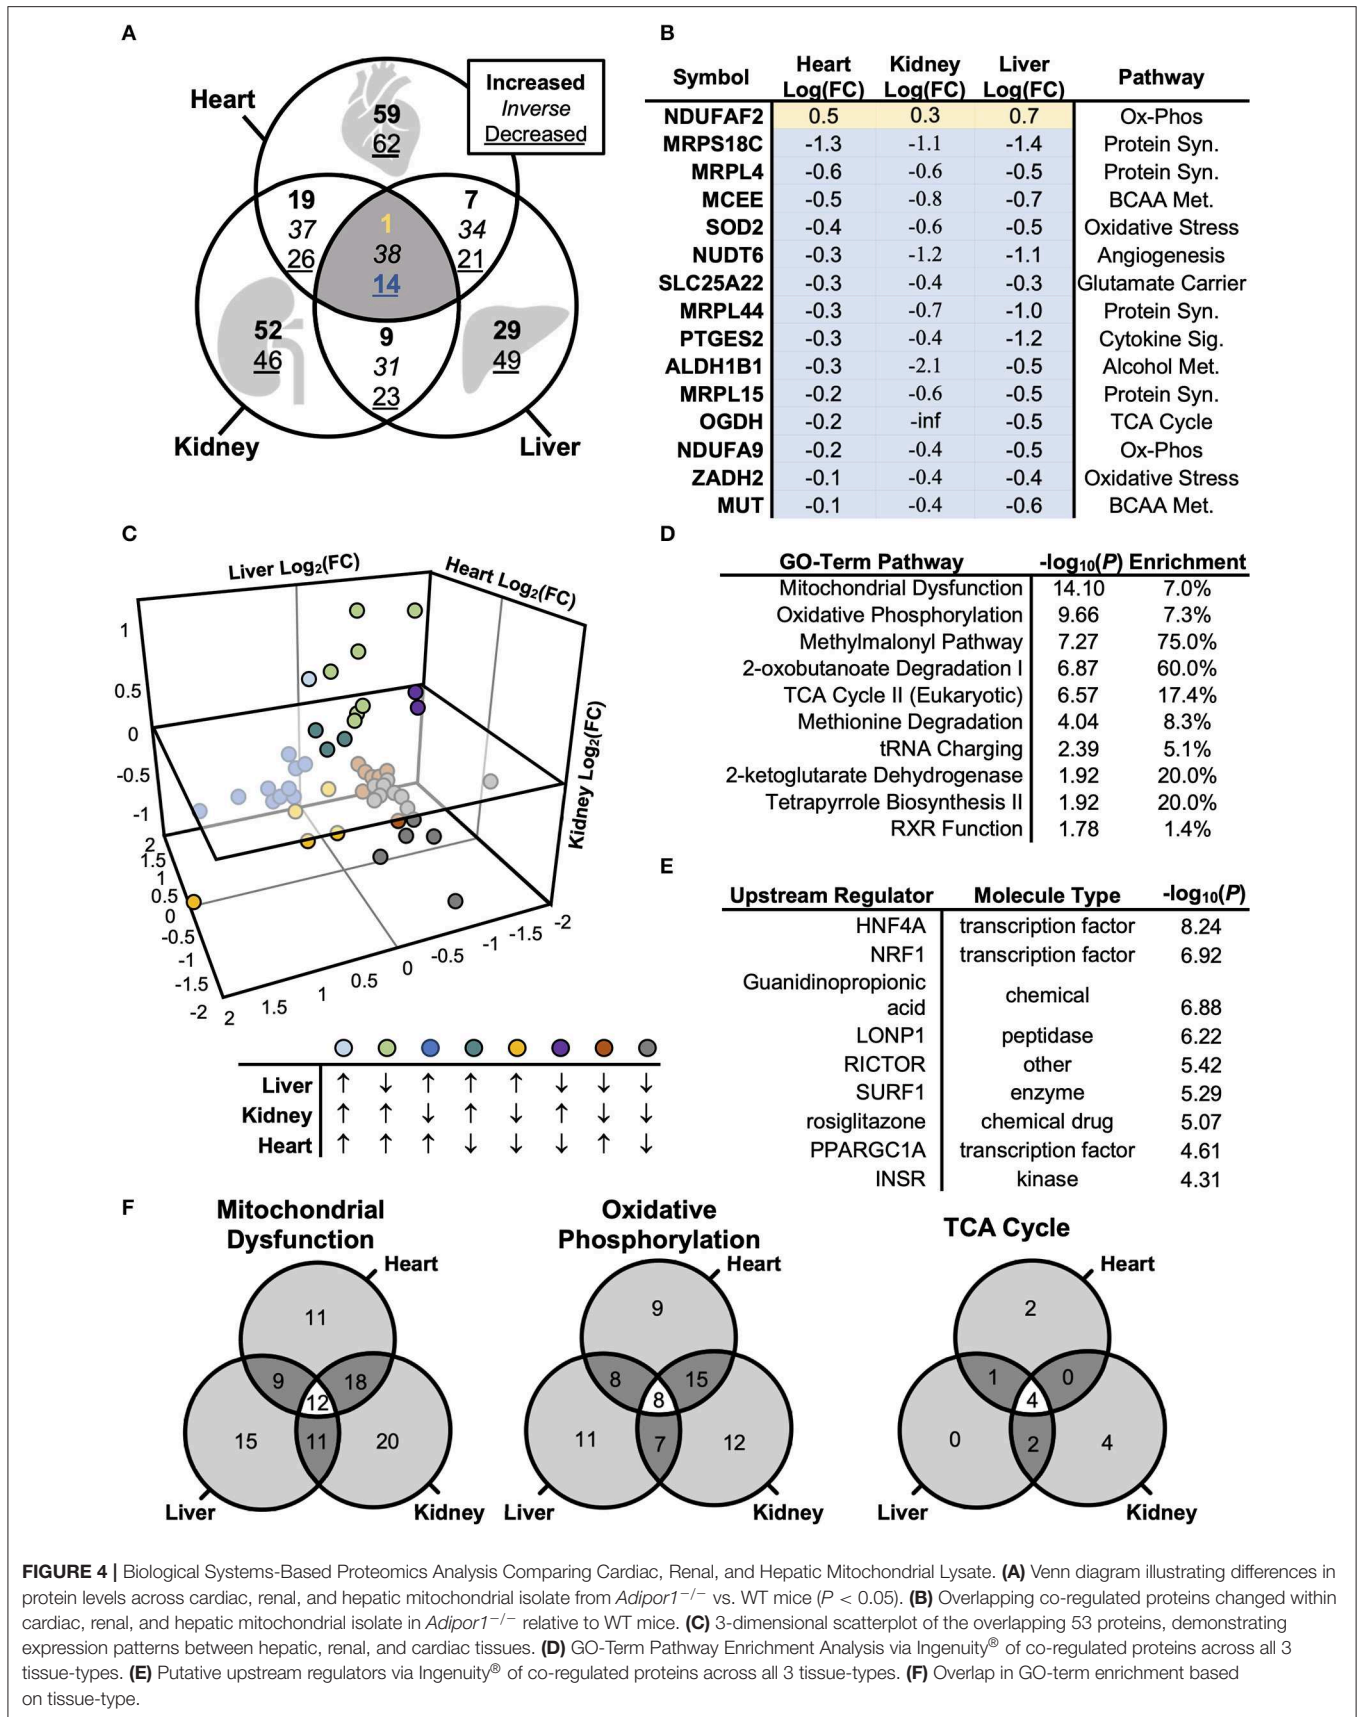 A
Heart
Increased
Inverse
Decreased
59
62
19
37
26
1
38
14
7
34
21
52
46
9
31
23
29
49
Kidney
Liver
B
Symbol Heart Log(FC) Kidney Log(FC) Liver Log(FC) Pathway
NDUFAF2 0.5 0.3 0.7 Ox-Phos
MRPS18C -1.3 -1.1 -1.4 Protein Syn.
MRPL4 -0.6 -0.6 -0.5 Protein Syn.
MCEE -0.5 -0.8 -0.7 BCAA Met.
SOD2 -0.4 -0.6 -0.5 Oxidative Stress
NUDT6 -0.3 -1.2 -1.1 Angiogenesis
SLC25A22 -0.3 -0.4 -0.3 Glutamate Carrier
MRPL44 -0.3 -0.7 -1.0 Protein Syn.
PTGES2 -0.3 -0.4 -1.2 Cytokine Sig.
ALDH1B1 -0.3 -2.1 -0.5 Alcohol Met.
MRPL15 -0.2 -0.6 -0.5 Protein Syn.
OGDH -0.2 -inf -0.5 TCA Cycle
NDUFA9 -0.2 -0.4 -0.5 Ox-Phos
ZADH2 -0.1 -0.4 -0.4 Oxidative Stress
MUT -0.1 -0.4 -0.6 BCAA Met.
C
Liver Log₂(FC)
Heart Log₂(FC)
Kidney Log₂(FC)
1
0.5
0
-0.5
-1
2
1.5
1
0.5
0
-0.5
-1
-1.5
-2
2
1.5
1
0.5
0
-0.5
-1
-1.5
-2
Liver ↑ ↓ ↑ ↑ ↑ ↓ ↓ ↓
Kidney ↑ ↑ ↓ ↑ ↓ ↑ ↓ ↓
Heart ↑ ↑ ↑ ↓ ↓ ↓ ↑ ↓
D
GO-Term Pathway -log₁₀(P) Enrichment
Mitochondrial Dysfunction 14.10 7.0%
Oxidative Phosphorylation 9.66 7.3%
Methylmalonyl Pathway 7.27 75.0%
2-oxobutanoate Degradation I 6.87 60.0%
TCA Cycle II (Eukaryotic) 6.57 17.4%
Methionine Degradation 4.04 8.3%
tRNA Charging 2.39 5.1%
2-ketoglutarate Dehydrogenase 1.92 20.0%
Tetrapyrrole Biosynthesis II 1.92 20.0%
RXR Function 1.78 1.4%
E
Upstream Regulator Molecule Type -log₁₀(P)
HNF4A transcription factor 8.24
NRF1 transcription factor 6.92
Guanidinopropionic
acid chemical 6.88
LONP1 peptidase 6.22
RICTOR other 5.42
SURF1 enzyme 5.29
rosiglitazone chemical drug 5.07
PPARGC1A transcription factor 4.61
INSR kinase 4.31
F
Mitochondrial
Dysfunction
Heart
11
9
18
12
15
11
20
Liver
Kidney
Oxidative
Phosphorylation
Heart
9
8
15
8
11
7
12
Liver
Kidney
TCA Cycle
Heart
2
1
0
4
0
2
4
Liver
Kidney
FIGURE 4 | Biological Systems-Based Proteomics Analysis Comparing Cardiac, Renal, and Hepatic Mitochondrial Lysate. (A) Venn diagram illustrating differences in
protein levels across cardiac, renal, and hepatic mitochondrial isolate from Adipor1⁻/⁻ vs. WT mice (P < 0.05). (B) Overlapping co-regulated proteins changed within
cardiac, renal, and hepatic mitochondrial isolate in Adipor1⁻/⁻ relative to WT mice. (C) 3-dimensional scatterplot of the overlapping 53 proteins, demonstrating
expression patterns between hepatic, renal, and cardiac tissues. (D) GO-Term Pathway Enrichment Analysis via Ingenuity® of co-regulated proteins across all 3
tissue-types. (E) Putative upstream regulators via Ingenuity® of co-regulated proteins across all 3 tissue-types. (F) Overlap in GO-term enrichment based
on tissue-type.